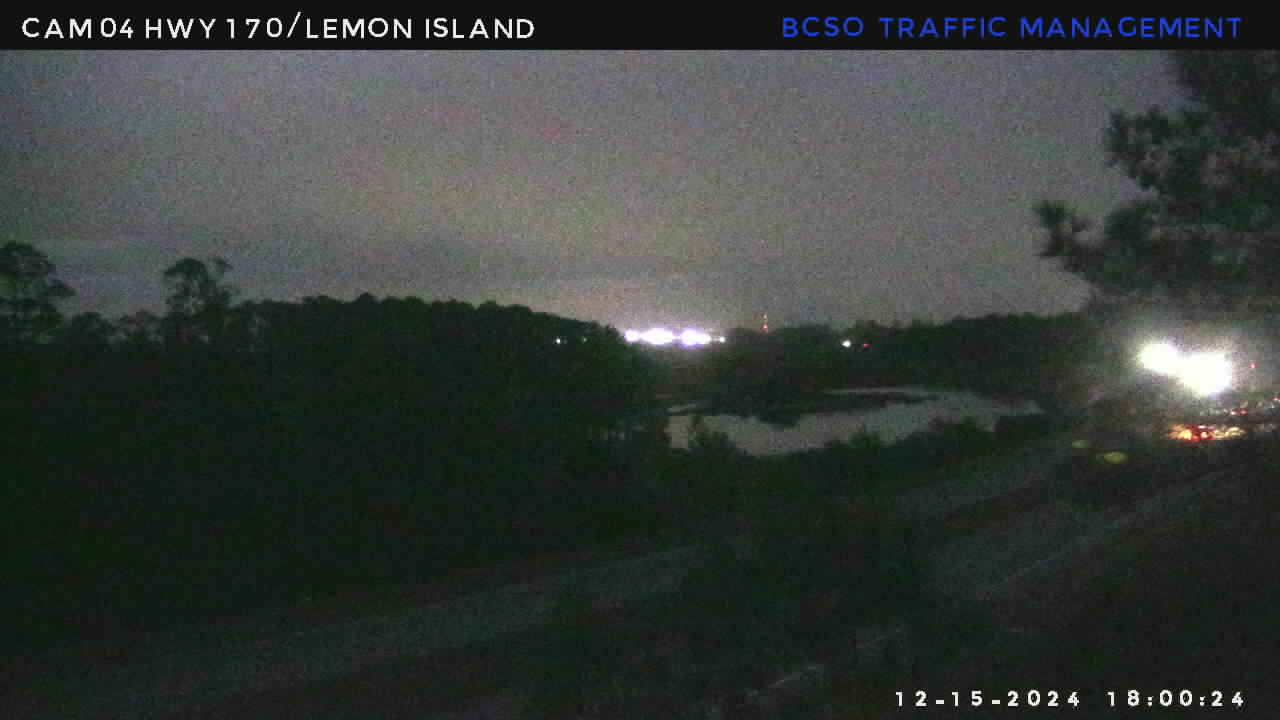 CAM04 HWY 170/LEMON ISLAND
BCSO TRAFFIC MANAGEMENT
12-15-2024 18:00:24